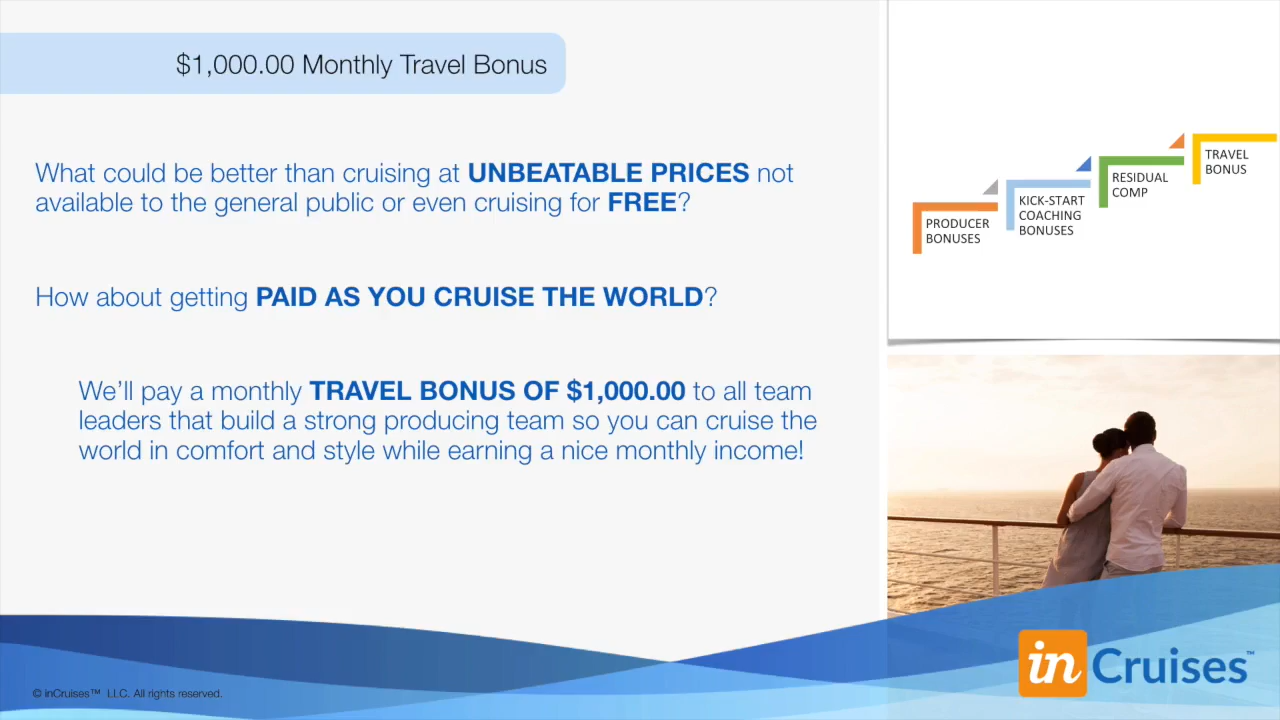 $1,000.00 Monthly Travel Bonus
What could be better than cruising at UNBEATABLE PRICES not
available to the general public or even cruising for FREE?
How about getting PAID AS YOU CRUISE THE WORLD?
We’ll pay a monthly TRAVEL BONUS OF $1,000.00 to all team
leaders that build a strong producing team so you can cruise the
world in comfort and style while earning a nice monthly income!
PRODUCER
BONUSES
KICK-START
COACHING
BONUSES
RESIDUAL
COMP
TRAVEL
BONUS
in Cruises™
© inCruises™ LLC. All rights reserved.